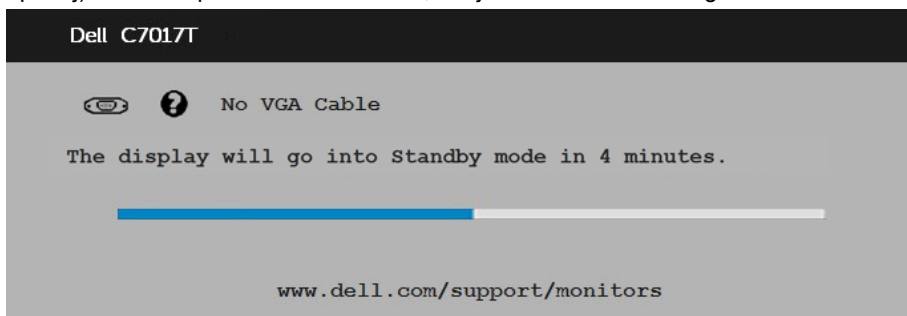 Dell C7017T
No VGA Cable
The display will go into Standby mode in 4 minutes.
www.dell.com/support/monitors